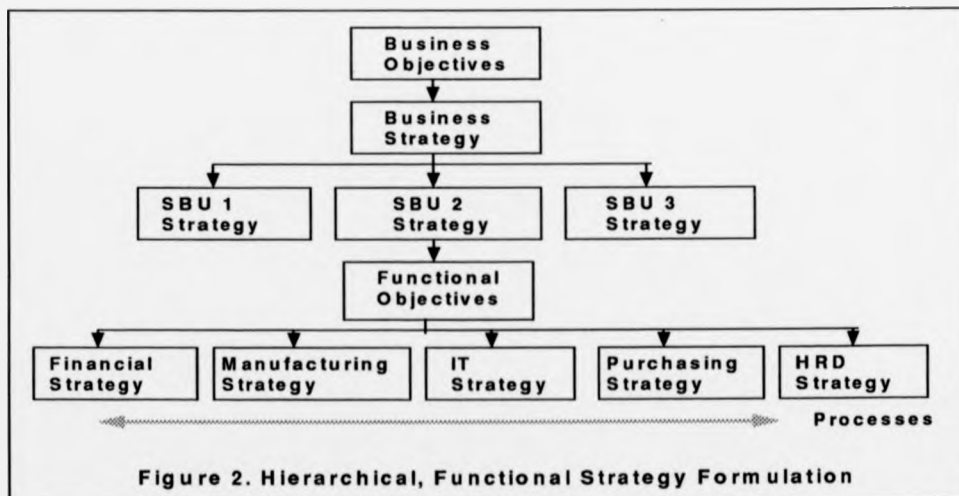 Business
Objectives
Business
Strategy
SBU 1
Strategy
SBU 2
Strategy
SBU 3
Strategy
Functional
Objectives
Financial
Strategy
Manufacturing
Strategy
IT
Strategy
Purchasing
Strategy
HRD
Strategy
Processes
Figure 2. Hierarchical, Functional Strategy Formulation